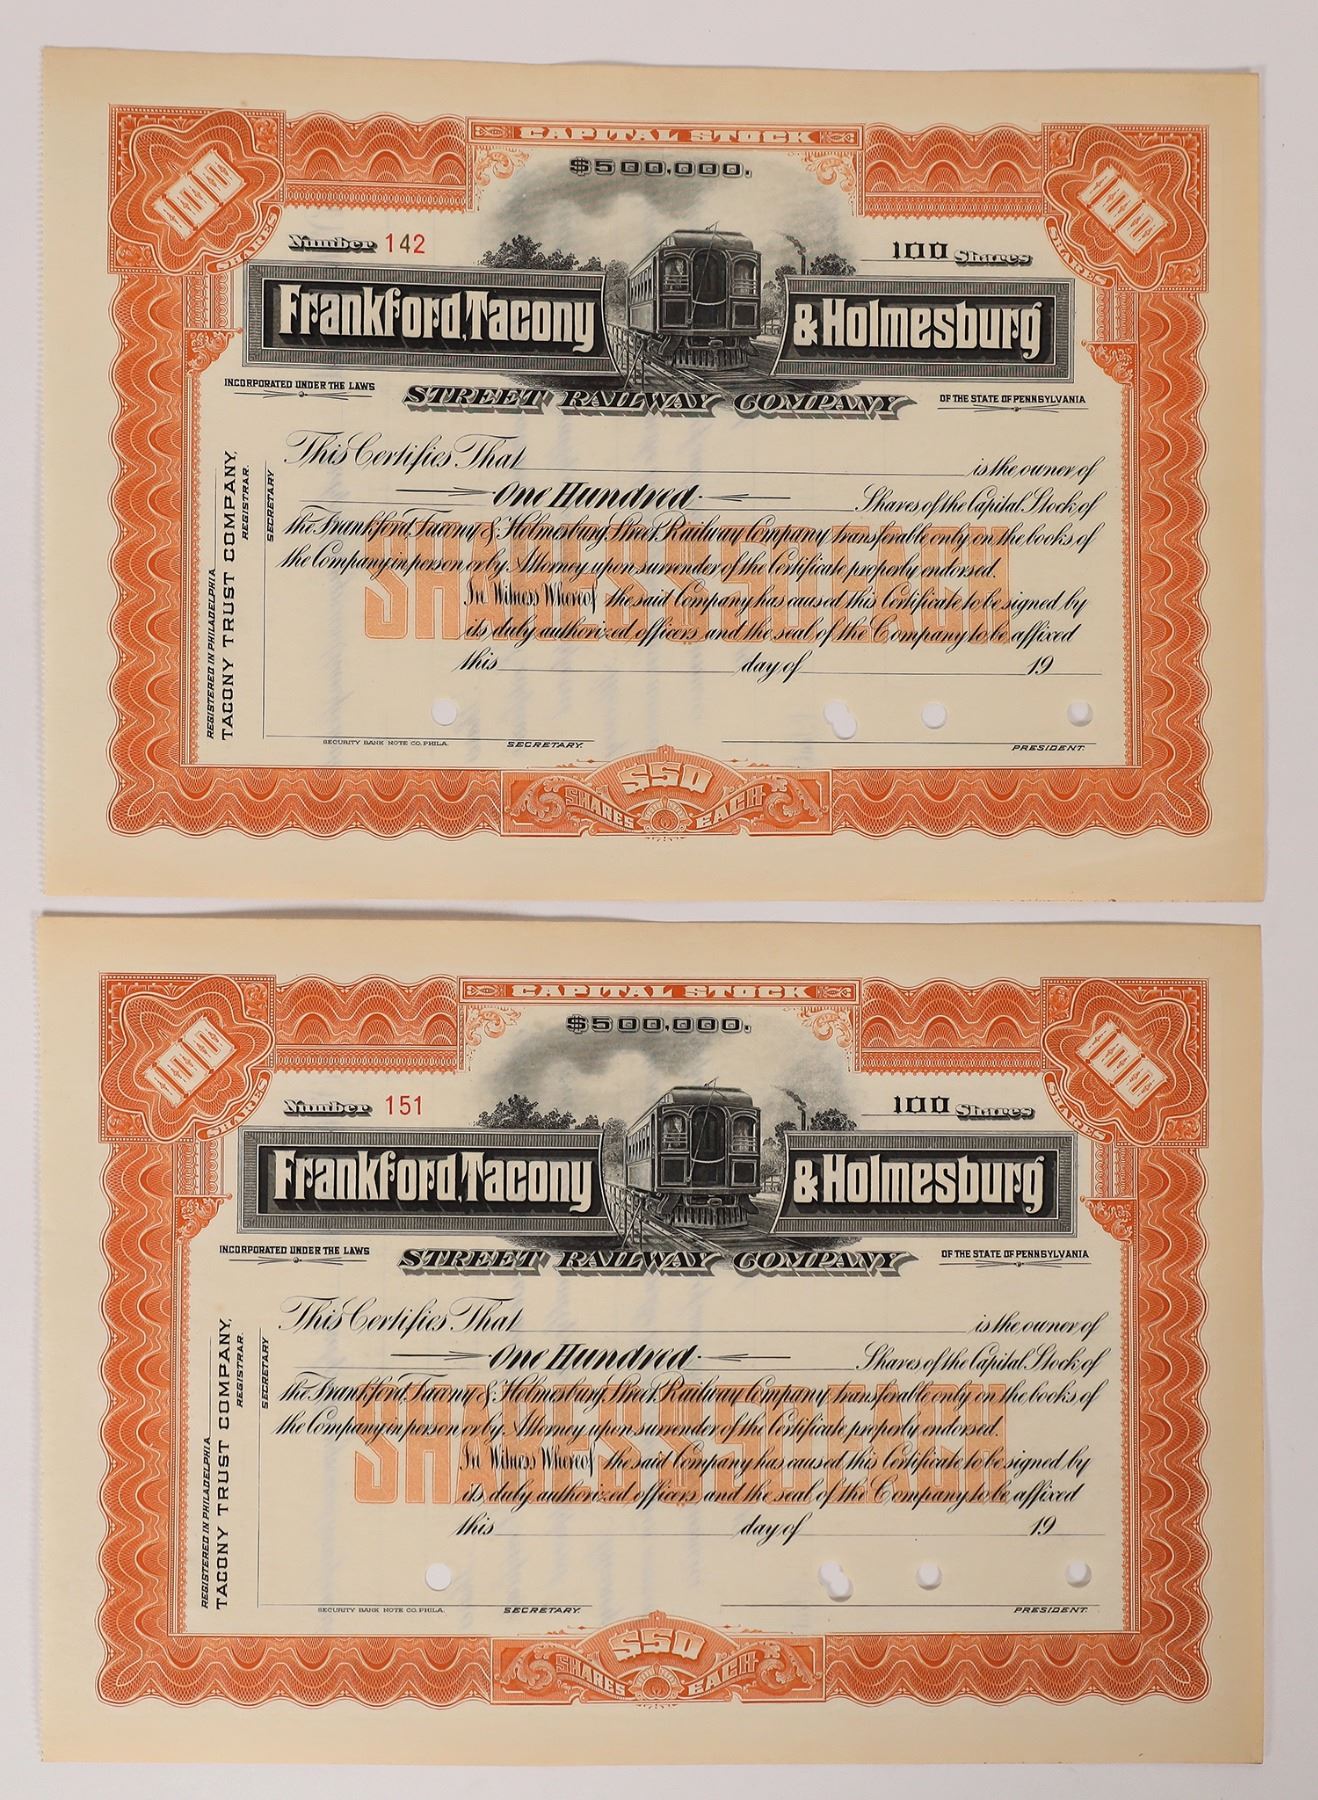 CAPITAL STOCK
$500,000.
100
SHARES
100
SHARES
Number 142
100 Shares
Frankford, Tacony & Holmesburg
INCORPORATED UNDER THE LAWS
STREET RAILWAY COMPANY
OF THE STATE OF PENNSYLVANIA
This Certifies That is the owner of
One Hundred Shares of the Capital Stock of
the Frankford, Tacony & Holmesburg Street Railway Company transferable only on the books of
the Company in person or by Attorney upon surrender of the Certificate properly endorsed.
In Witness Whereof the said Company has caused this Certificate to be signed by
its duly authorized officers and the seal of the Company to be affixed
this day of 19
SHARES $50 EACH
REGISTERED IN PHILADELPHIA
TACONY TRUST COMPANY,
REGISTRAR.
SECRETARY
SECURITY BANK NOTE CO. PHILA.
SECRETARY.
PRESIDENT.
$50
SHARES EACH
CAPITAL STOCK
$500,000.
100
SHARES
100
SHARES
Number 151
100 Shares
Frankford, Tacony & Holmesburg
INCORPORATED UNDER THE LAWS
STREET RAILWAY COMPANY
OF THE STATE OF PENNSYLVANIA
This Certifies That is the owner of
One Hundred Shares of the Capital Stock of
the Frankford, Tacony & Holmesburg Street Railway Company transferable only on the books of
the Company in person or by Attorney upon surrender of the Certificate properly endorsed.
In Witness Whereof the said Company has caused this Certificate to be signed by
its duly authorized officers and the seal of the Company to be affixed
this day of 19
SHARES $50 EACH
REGISTERED IN PHILADELPHIA
TACONY TRUST COMPANY,
REGISTRAR.
SECRETARY
SECURITY BANK NOTE CO. PHILA.
SECRETARY.
PRESIDENT.
$50
SHARES EACH